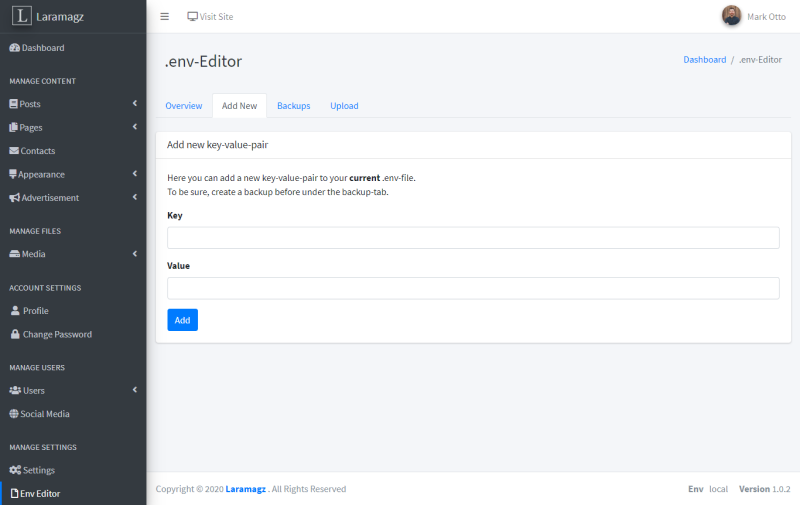 L Laramagz
Visit Site
Mark Otto
Dashboard
MANAGE CONTENT
Posts
Pages
Contacts
Appearance
Advertisement
MANAGE FILES
Media
ACCOUNT SETTINGS
Profile
Change Password
MANAGE USERS
Users
Social Media
MANAGE SETTINGS
Settings
Env Editor
.env-Editor
Dashboard / .env-Editor
Overview Add New Backups Upload
Add new key-value-pair
Here you can add a new key-value-pair to your current .env-file.
To be sure, create a backup before under the backup-tab.
Key
Value
Add
Copyright © 2020 Laramagz . All Rights Reserved
Env local Version 1.0.2